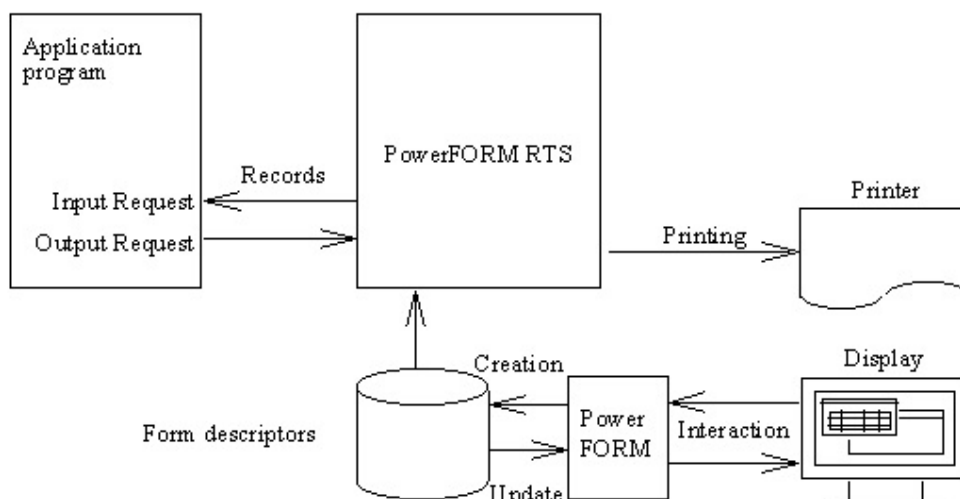 Application
program
PowerFORM RTS
Records
Input Request
Output Request
Printer
Printing
Creation
Display
Power
FORM
Form descriptors
Interaction
Update